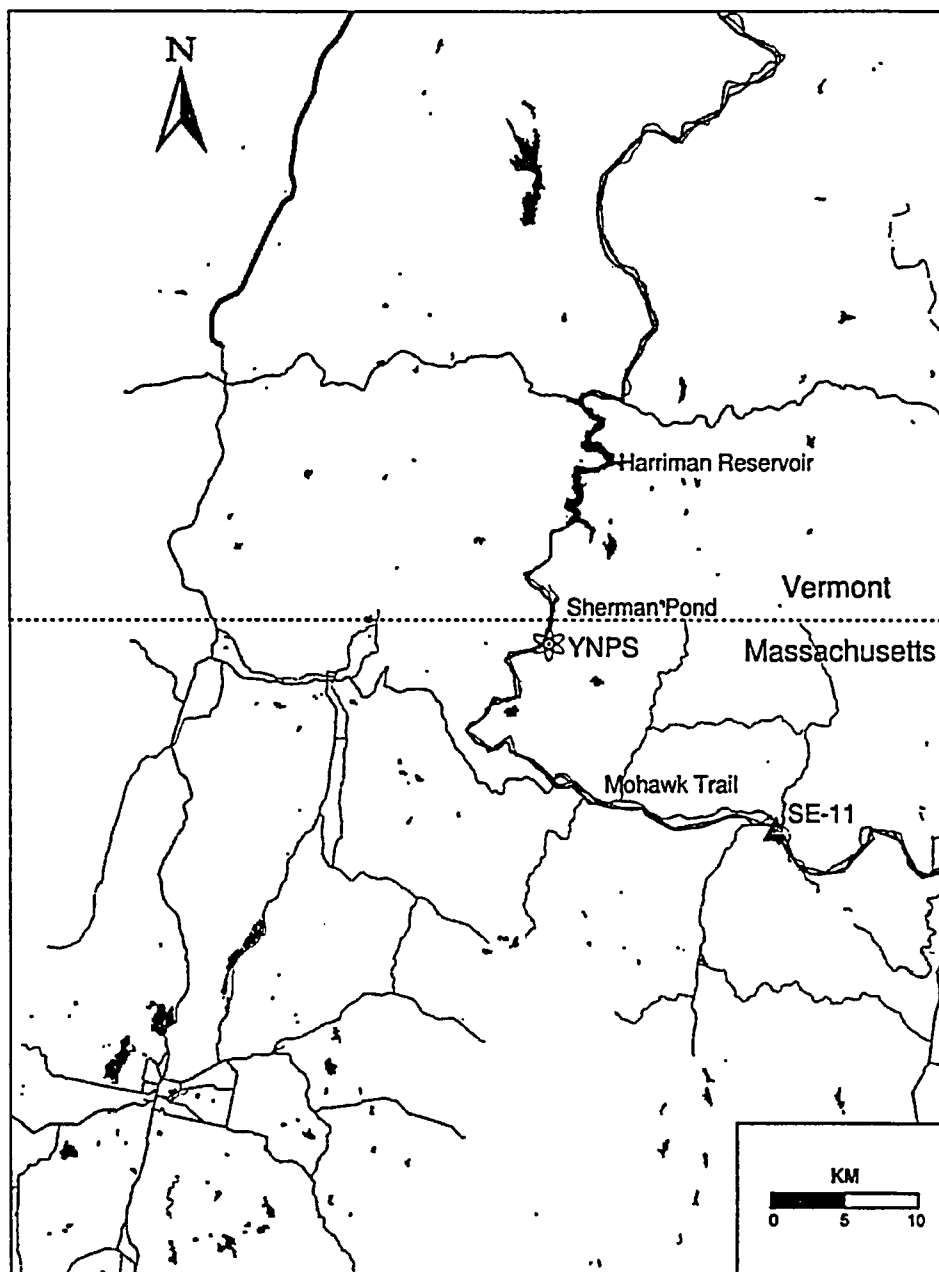 N
Harriman Reservoir
Vermont
Sherman Pond
YNPS
Massachusetts
Mohawk Trail
SE-11
KM
0 5 10